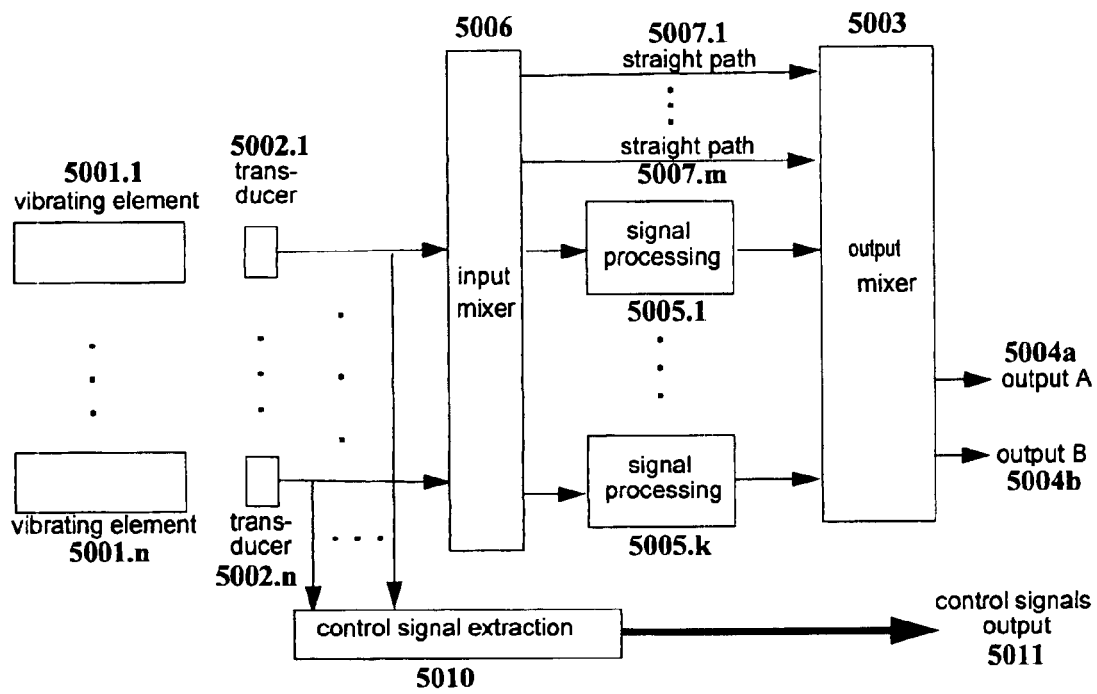 5006
5007.1
5003
straight path
straight path
5007.m
5001.1
vibrating element
5002.1
trans-
ducer
input
mixer
signal
processing
5005.1
output
mixer
5004a
output A
output B
5004b
vibrating element
5001.n
trans-
ducer
5002.n
signal
processing
5005.k
control signal extraction
5010
control signals
output
5011